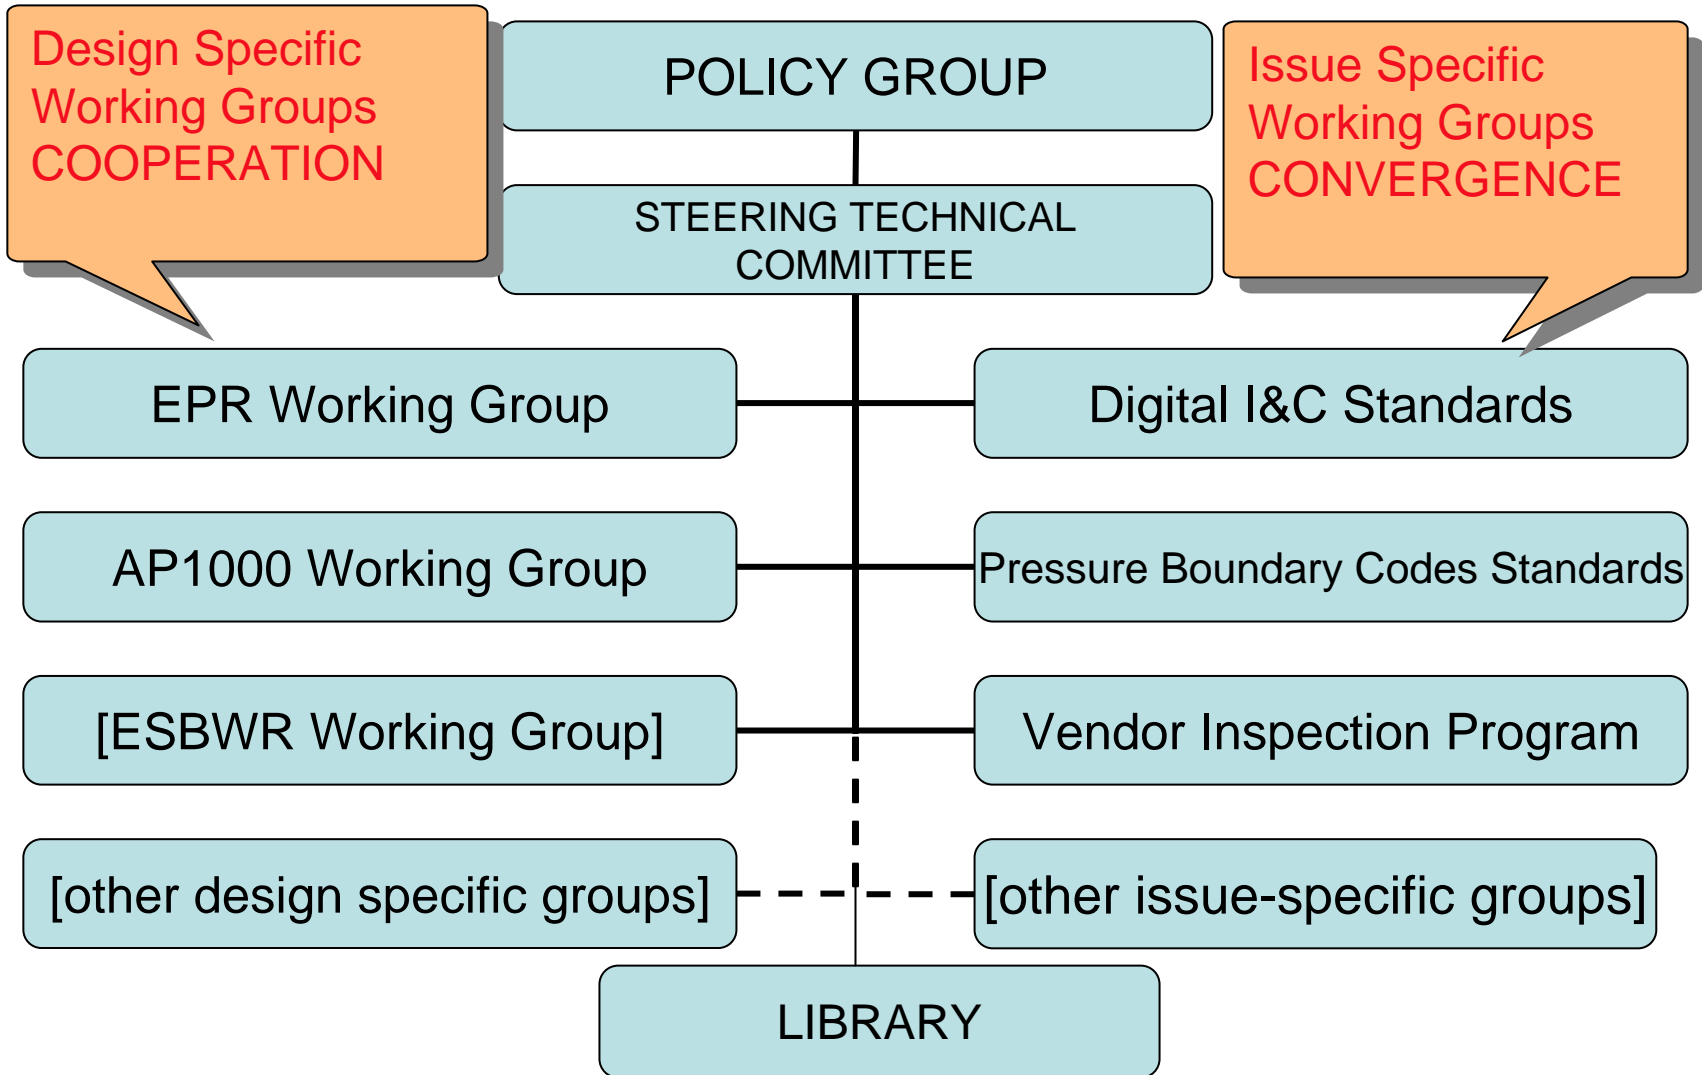 Design Specific
Working Groups
COOPERATION
POLICY GROUP
Issue Specific
Working Groups
CONVERGENCE
STEERING TECHNICAL
COMMITTEE
EPR Working Group
Digital I&C Standards
AP1000 Working Group
Pressure Boundary Codes Standards
[ESBWR Working Group]
Vendor Inspection Program
[other design specific groups]
[other issue-specific groups]
LIBRARY